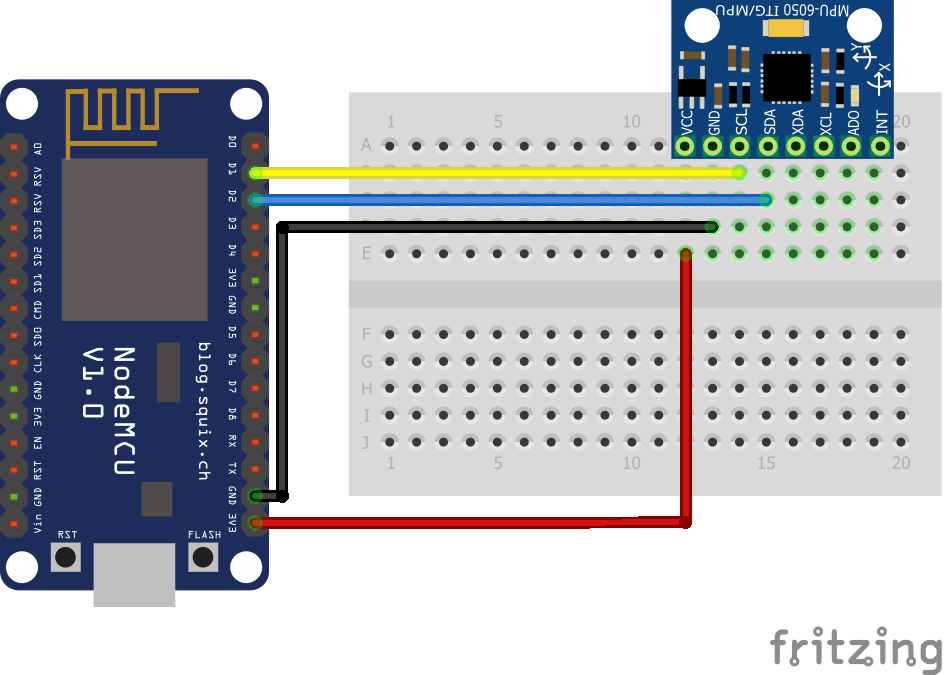 MPU-6050 ITG/MPU
Y
X
VCC
GND
SCL
SDA
XDA
XCL
ADO
INT
1
5
10
20
A
E
F
G
H
I
J
1
5
10
15
20
A0
RSV
RSV
SD3
SD2
SD1
CMD
SD0
CLK
GND
3V3
EN
RST
GND
Vin
D0
D1
D2
D3
D4
3V3
GND
D5
D6
D7
D8
RX
TX
GND
3V3
NodeMCU
V1.0
blog.squix.ch
RST
FLASH
fritzing